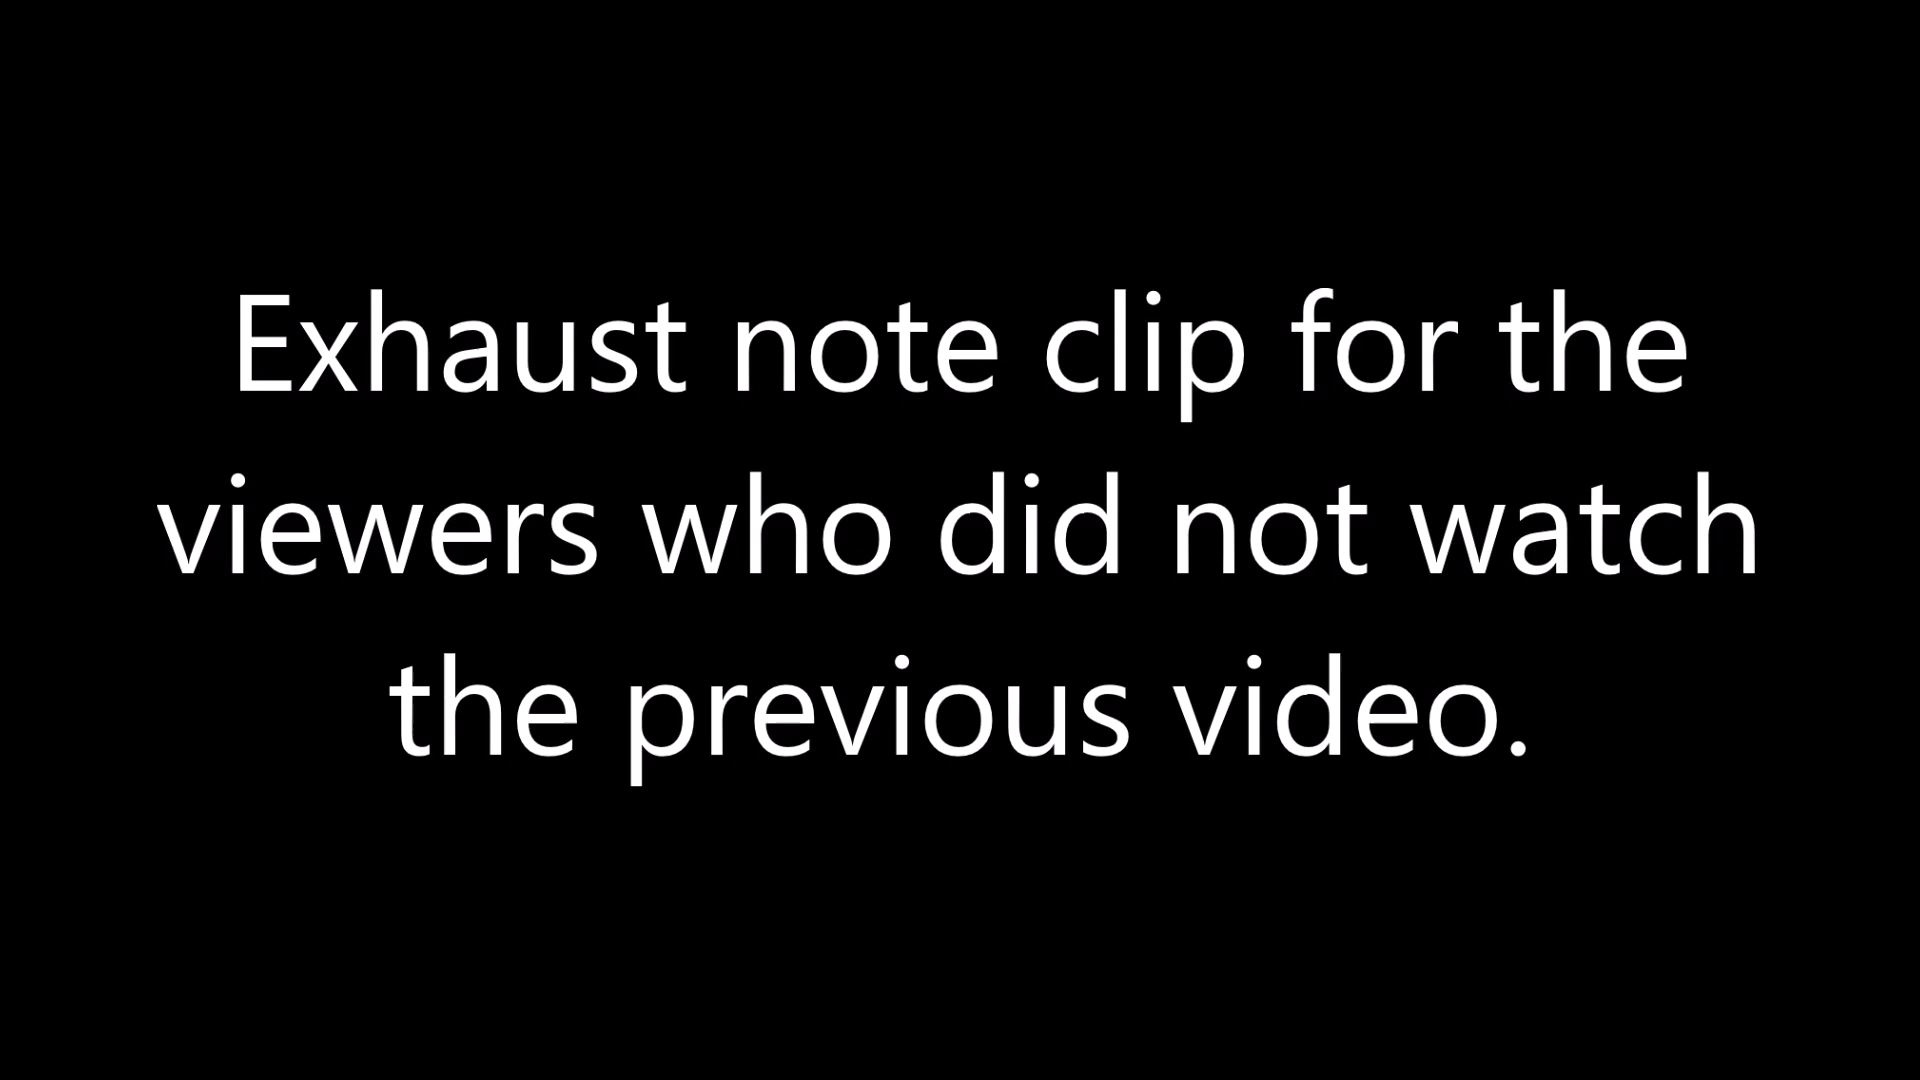 Exhaust note clip for the
viewers who did not watch
the previous video.